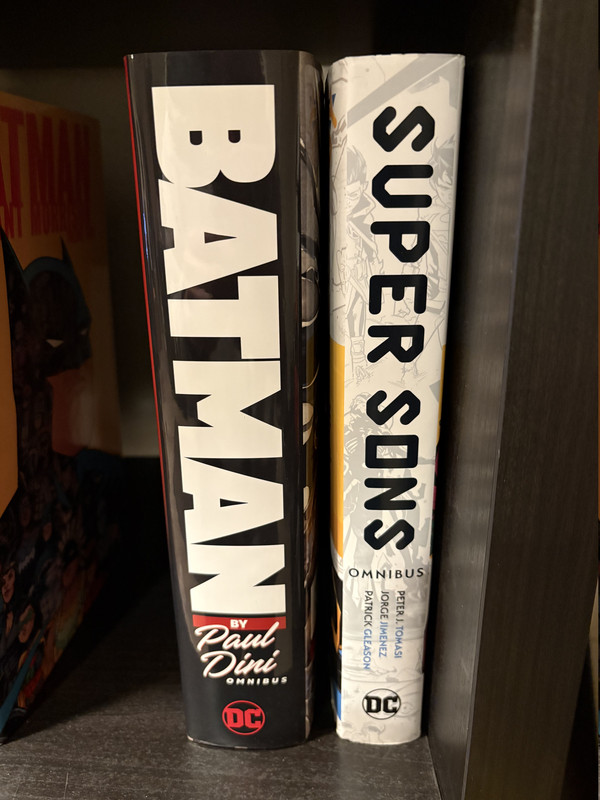 BATMAN
BY
Paul
Dini
OMNIBUS
DC
SUPER SONS
OMNIBUS
PETER J. TOMASI
JORGE JIMENEZ
PATRICK GLEASON
DC